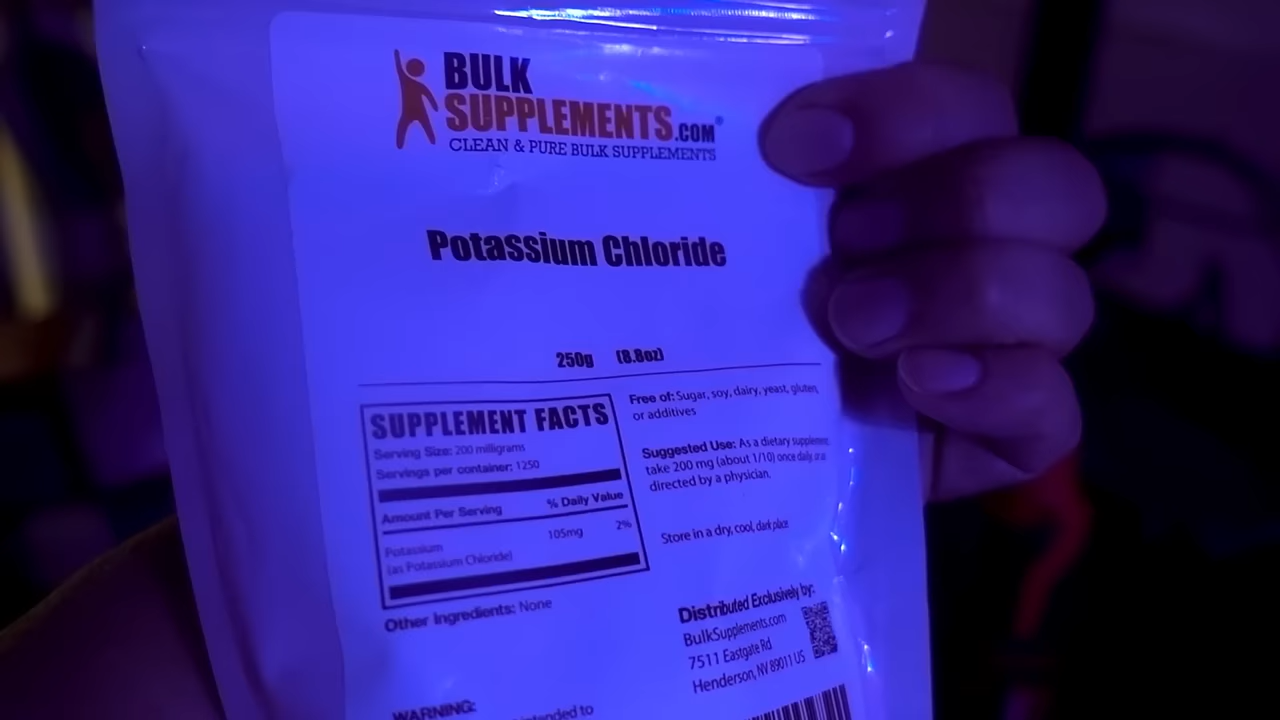 BULK
SUPPLEMENTS.COM®
CLEAN & PURE BULK SUPPLEMENTS
Potassium Chloride
250g (8.8oz)
SUPPLEMENT FACTS
Serving Size: 200 milligrams
Servings per container: 1250
Amount Per Serving % Daily Value
Potassium 105mg 2%
(as Potassium Chloride)
Other Ingredients: None
WARNING:
intended to
Free of: Sugar, soy, dairy, yeast, gluten,
or additives
Suggested Use: As a dietary supplement,
take 200 mg (about 1/10) once daily, or as
directed by a physician.
Store in a dry, cool, dark place
Distributed Exclusively by:
BulkSupplements.com
7511 Eastgate Rd
Henderson, NV 89011 US